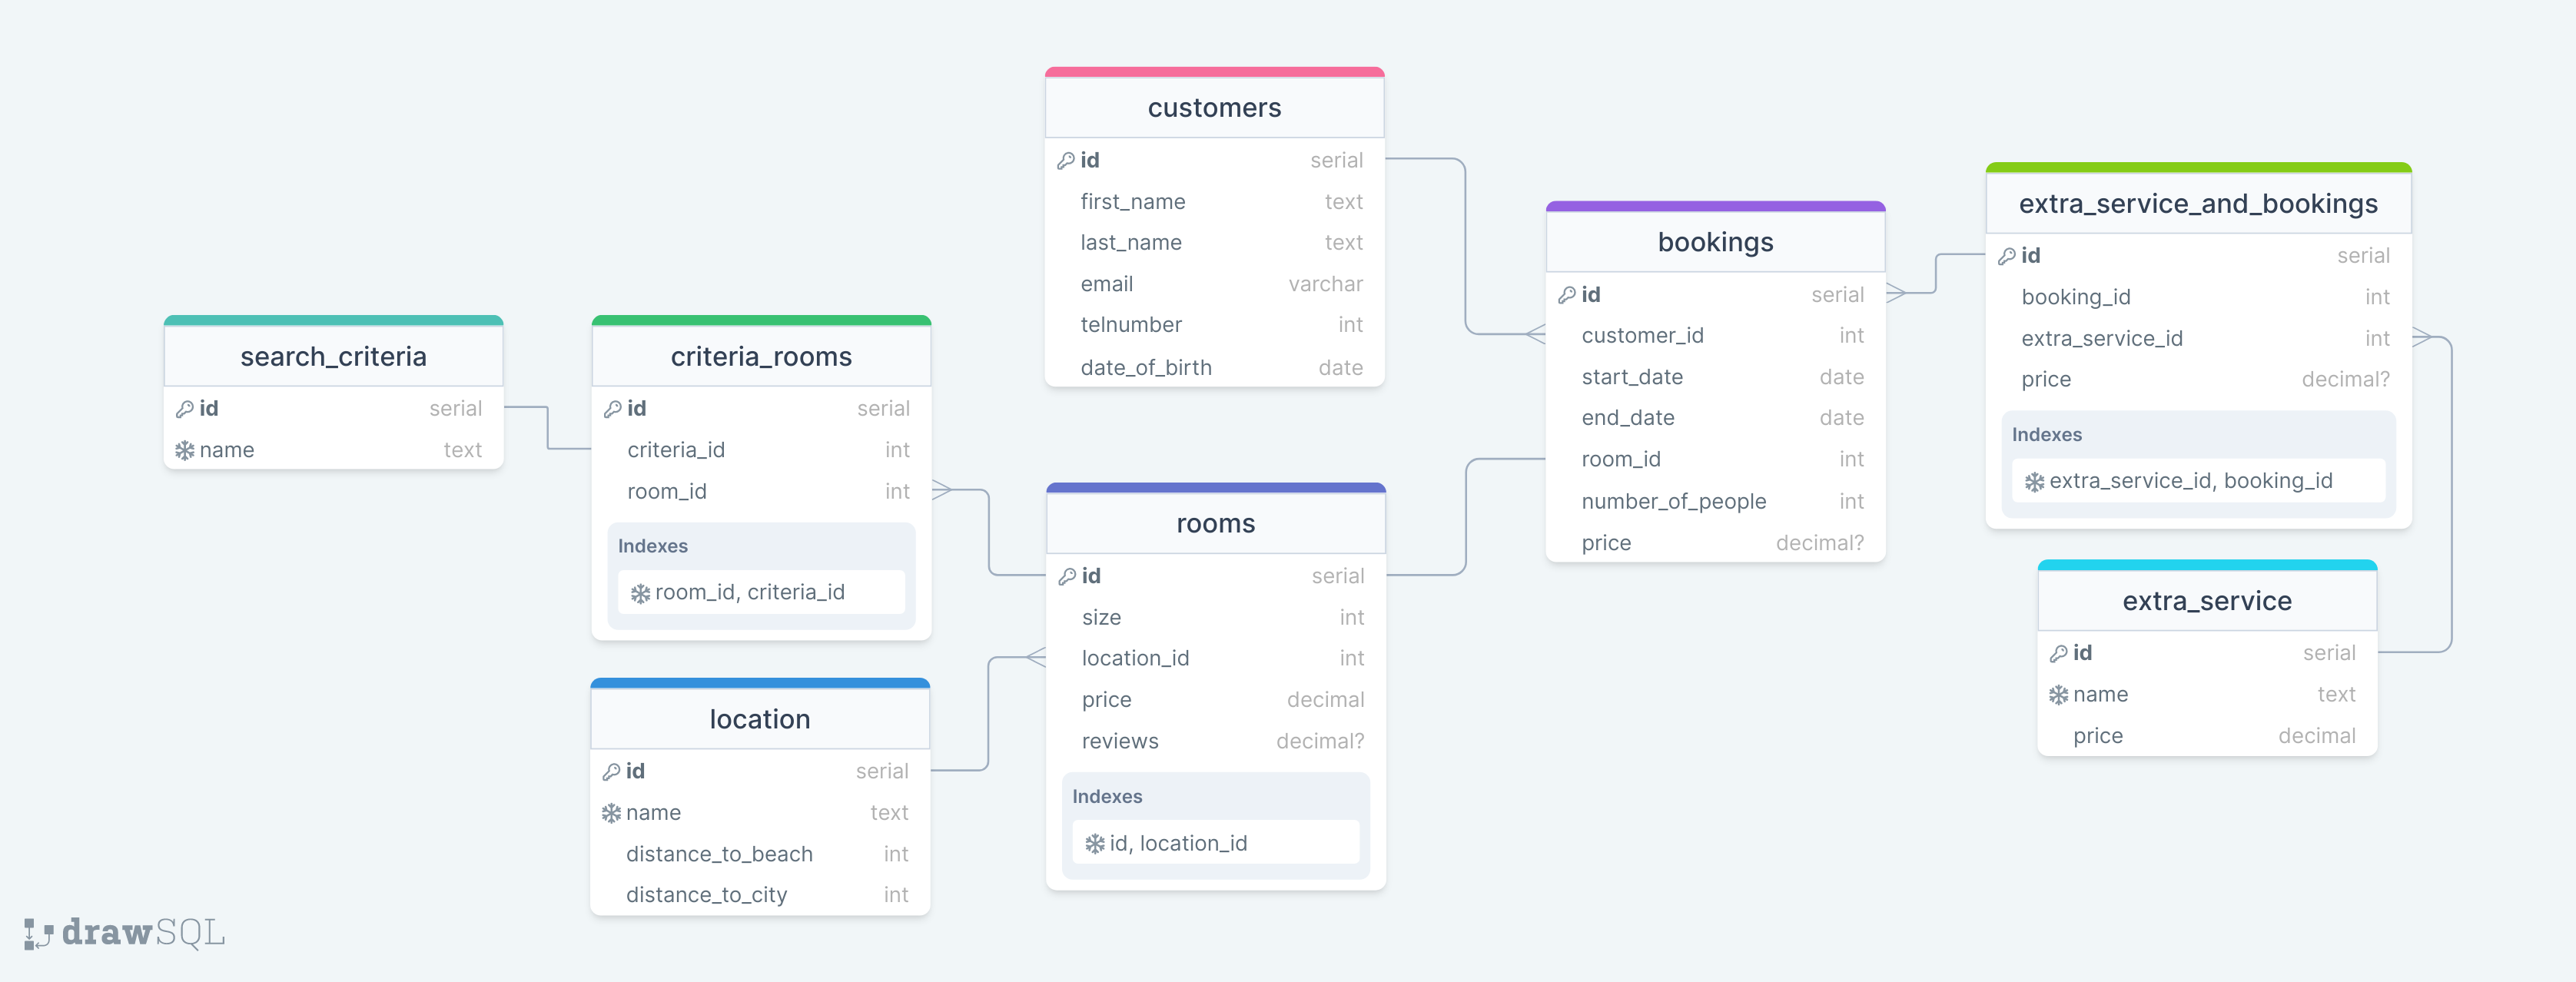 customers
id serial
first_name text
last_name text
email varchar
telnumber int
date_of_birth date
search_criteria
id serial
name text
criteria_rooms
id serial
criteria_id int
room_id int
Indexes
room_id, criteria_id
location
id serial
name text
distance_to_beach int
distance_to_city int
rooms
id serial
size int
location_id int
price decimal
reviews decimal?
Indexes
id, location_id
bookings
id serial
customer_id int
start_date date
end_date date
room_id int
number_of_people int
price decimal?
extra_service_and_bookings
id serial
booking_id int
extra_service_id int
price decimal?
Indexes
extra_service_id, booking_id
extra_service
id serial
name text
price decimal
drawSQL